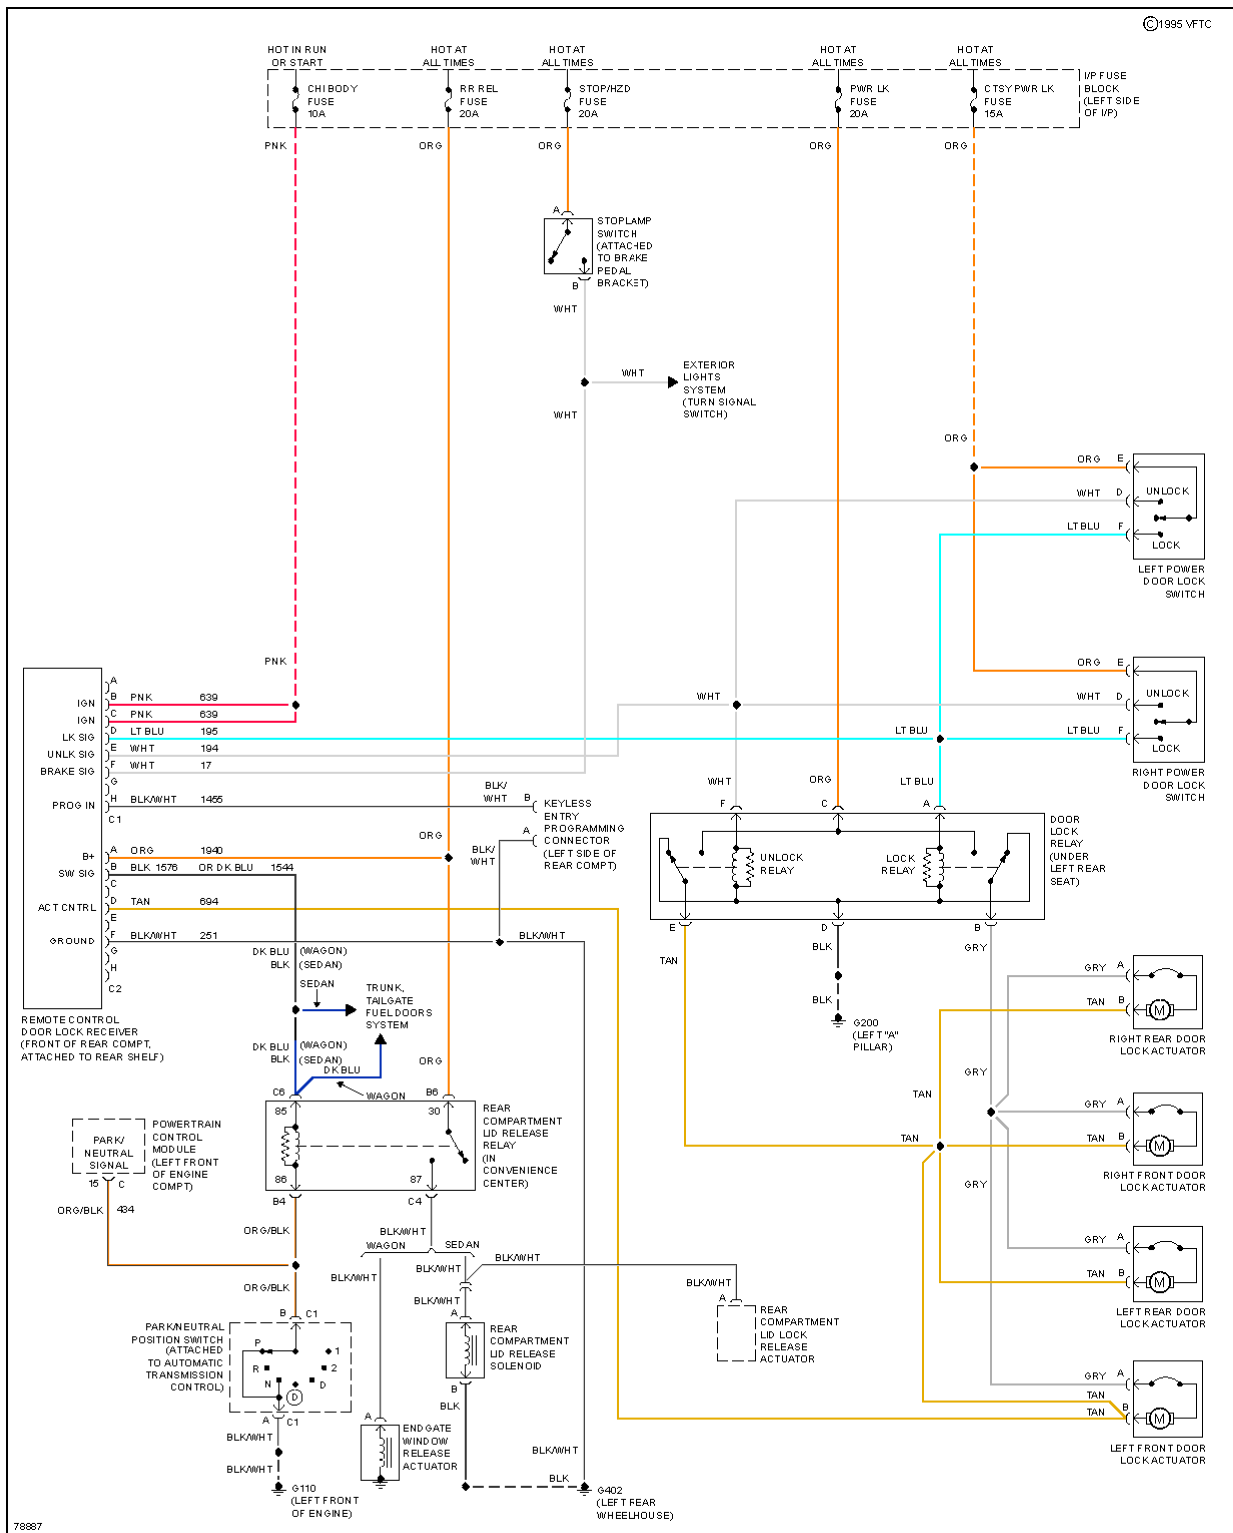 ©1995 VFTC
HOT IN RUN
OR START
HOT AT
ALL TIMES
HOT AT
ALL TIMES
HOT AT
ALL TIMES
HOT AT
ALL TIMES
CHI BODY
FUSE
10A
RR REL
FUSE
20A
STOP/HZD
FUSE
20A
PWR LK
FUSE
20A
CTSY PWR LK
FUSE
15A
I/P FUSE
BLOCK
(LEFT SIDE
OF I/P)
PNK
ORG
ORG
ORG
ORG
A
STOPLAMP
SWITCH
(ATTACHED
TO BRAKE
PEDAL
BRACKET)
B
WHT
WHT
EXTERIOR
LIGHTS
SYSTEM
(TURN SIGNAL
SWITCH)
WHT
ORG
ORG E
WHT D
UNLOCK
LT BLU F
LOCK
LEFT POWER
DOOR LOCK
SWITCH
PNK
ORG E
WHT
WHT D
UNLOCK
LT BLU
LT BLU F
LOCK
RIGHT POWER
DOOR LOCK
SWITCH
A
IGN B PNK 639
IGN C PNK 639
LK SIG D LT BLU 195
UNLK SIG E WHT 194
BRAKE SIG F WHT 17
G
PROG IN H BLK/WHT 1455
C1
B+ A ORG 1940
SW SIG B BLK 1576 OR DK BLU 1544
C
ACT CNTRL D TAN 694
E
GROUND F BLK/WHT 251
G
H
C2
REMOTE CONTROL
DOOR LOCK RECEIVER
(FRONT OF REAR COMPT,
ATTACHED TO REAR SHELF)
BLK/
WHT
B
A
BLK/
WHT
KEYLESS
ENTRY
PROGRAMMING
CONNECTOR
(LEFT SIDE OF
REAR COMPT)
ORG
BLK/WHT
WHT
ORG
LT BLU
F
C
A
UNLOCK
RELAY
LOCK
RELAY
DOOR
LOCK
RELAY
(UNDER
LEFT REAR
SEAT)
E
D
B
TAN
BLK
GRY
BLK
G200
(LEFT "A"
PILLAR)
DK BLU (WAGON)
BLK (SEDAN)
SEDAN
TRUNK,
TAILGATE
FUEL DOORS
SYSTEM
DK BLU (WAGON)
BLK (SEDAN)
DK BLU
WAGON
ORG
C6
B6
85
30
86
87
B4
C4
REAR
COMPARTMENT
LID RELEASE
RELAY
(IN
CONVENIENCE
CENTER)
PARK/
NEUTRAL
SIGNAL
POWERTRAIN
CONTROL
MODULE
(LEFT FRONT
OF ENGINE
COMPT)
15 C
ORG/BLK 434
ORG/BLK
ORG/BLK
BLK/WHT
WAGON
SEDAN
BLK/WHT
BLK/WHT
BLK/WHT
BLK/WHT
BLK/WHT
B C1
PARK/NEUTRAL
POSITION SWITCH
(ATTACHED
TO AUTOMATIC
TRANSMISSION
CONTROL)
P
R
N
D
D
2
1
A C1
BLK/WHT
BLK/WHT
G110
(LEFT FRONT
OF ENGINE)
A
ENDGATE
WINDOW
RELEASE
ACTUATOR
A
REAR
COMPARTMENT
LID RELEASE
SOLENOID
B
BLK
BLK/WHT
BLK
G402
(LEFT REAR
WHEELHOUSE)
A
REAR
COMPARTMENT
LID LOCK
RELEASE
ACTUATOR
GRY A
TAN B
M
RIGHT REAR DOOR
LOCK ACTUATOR
GRY
TAN
GRY A
TAN
TAN B
M
RIGHT FRONT DOOR
LOCK ACTUATOR
GRY
GRY A
TAN B
M
LEFT REAR DOOR
LOCK ACTUATOR
GRY A
TAN
TAN B
M
LEFT FRONT DOOR
LOCK ACTUATOR
78887